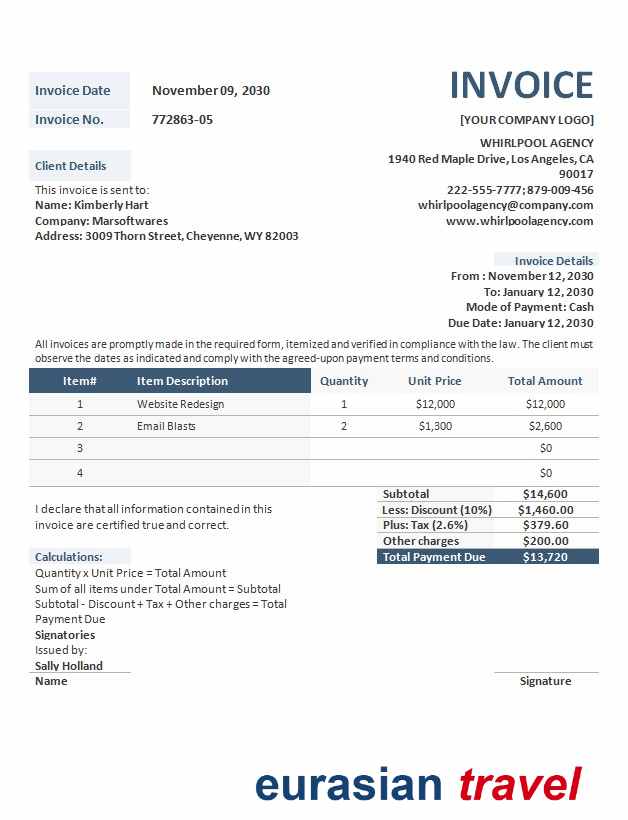 INVOICE
Invoice Date November 09, 2030
Invoice No. 772863-05
[YOUR COMPANY LOGO]
WHIRLPOOL AGENCY
1940 Red Maple Drive, Los Angeles, CA
90017
222-555-7777; 879-009-456
whirlpoolagency@company.com
www.whirlpoolagency.com
Client Details
This invoice is sent to:
Name: Kimberly Hart
Company: Marsoftwares
Address: 3009 Thorn Street, Cheyenne, WY 82003
Invoice Details
From : November 12, 2030
To: January 12, 2030
Mode of Payment: Cash
Due Date: January 12, 2030
All invoices are promptly made in the required form, itemized and verified in compliance with the law. The client must
observe the dates as indicated and comply with the agreed-upon payment terms and conditions.
Item# Item Description Quantity Unit Price Total Amount
1 Website Redesign 1 $12,000 $12,000
2 Email Blasts 2 $1,300 $2,600
3 $0
4 $0
Subtotal $14,600
Less: Discount (10%) $1,460.00
Plus: Tax (2.6%) $379.60
Other charges $200.00
Total Payment Due $13,720
I declare that all information contained in this
invoice are certified true and correct.
Calculations:
Quantity x Unit Price = Total Amount
Sum of all items under Total Amount = Subtotal
Subtotal - Discount + Tax + Other charges = Total
Payment Due
Signatories
Issued by:
Sally Holland
Name Signature
eurasian travel